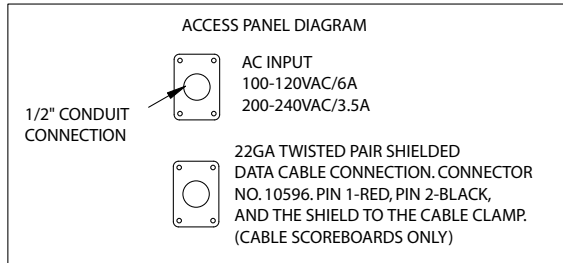 ACCESS PANEL DIAGRAM
AC INPUT
100-120VAC/6A
200-240VAC/3.5A
1/2" CONDUIT
CONNECTION
22GA TWISTED PAIR SHIELDED
DATA CABLE CONNECTION. CONNECTOR
NO. 10596. PIN 1-RED, PIN 2-BLACK,
AND THE SHIELD TO THE CABLE CLAMP.
(CABLE SCOREBOARDS ONLY)